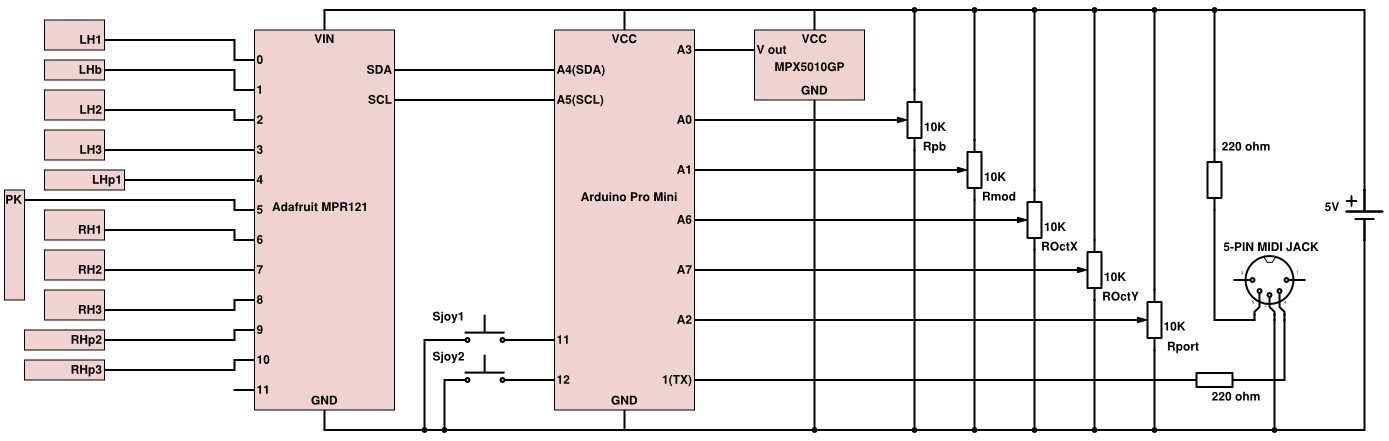 LH1
LHb
LH2
LH3
LHp1
PK
RH1
RH2
RH3
RHp2
RHp3
VIN
0
1
2
3
4
5
6
7
8
9
10
11
SDA
SCL
Adafruit MPR121
GND
Sjoy1
Sjoy2
VCC
A4(SDA)
A5(SCL)
Arduino Pro Mini
11
12
GND
A3
A0
A1
A6
A7
A2
1(TX)
VCC
V out
MPX5010GP
GND
10K
Rpb
10K
Rmod
10K
ROctX
10K
ROctY
10K
Rport
220 ohm
5-PIN MIDI JACK
220 ohm
5V
+